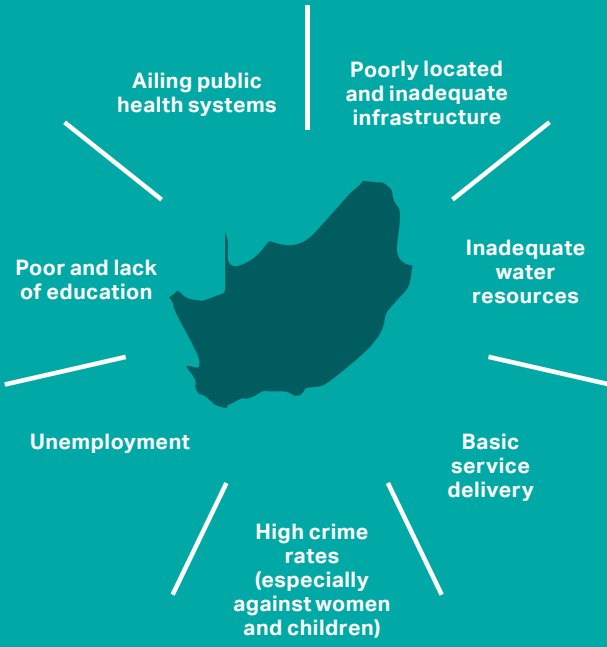 Ailing public
health systems
Poorly located
and inadequate
infrastructure
Inadequate
water
resources
Basic
service
delivery
High crime
rates
(especially
against women
and children)
Unemployment
Poor and lack
of education